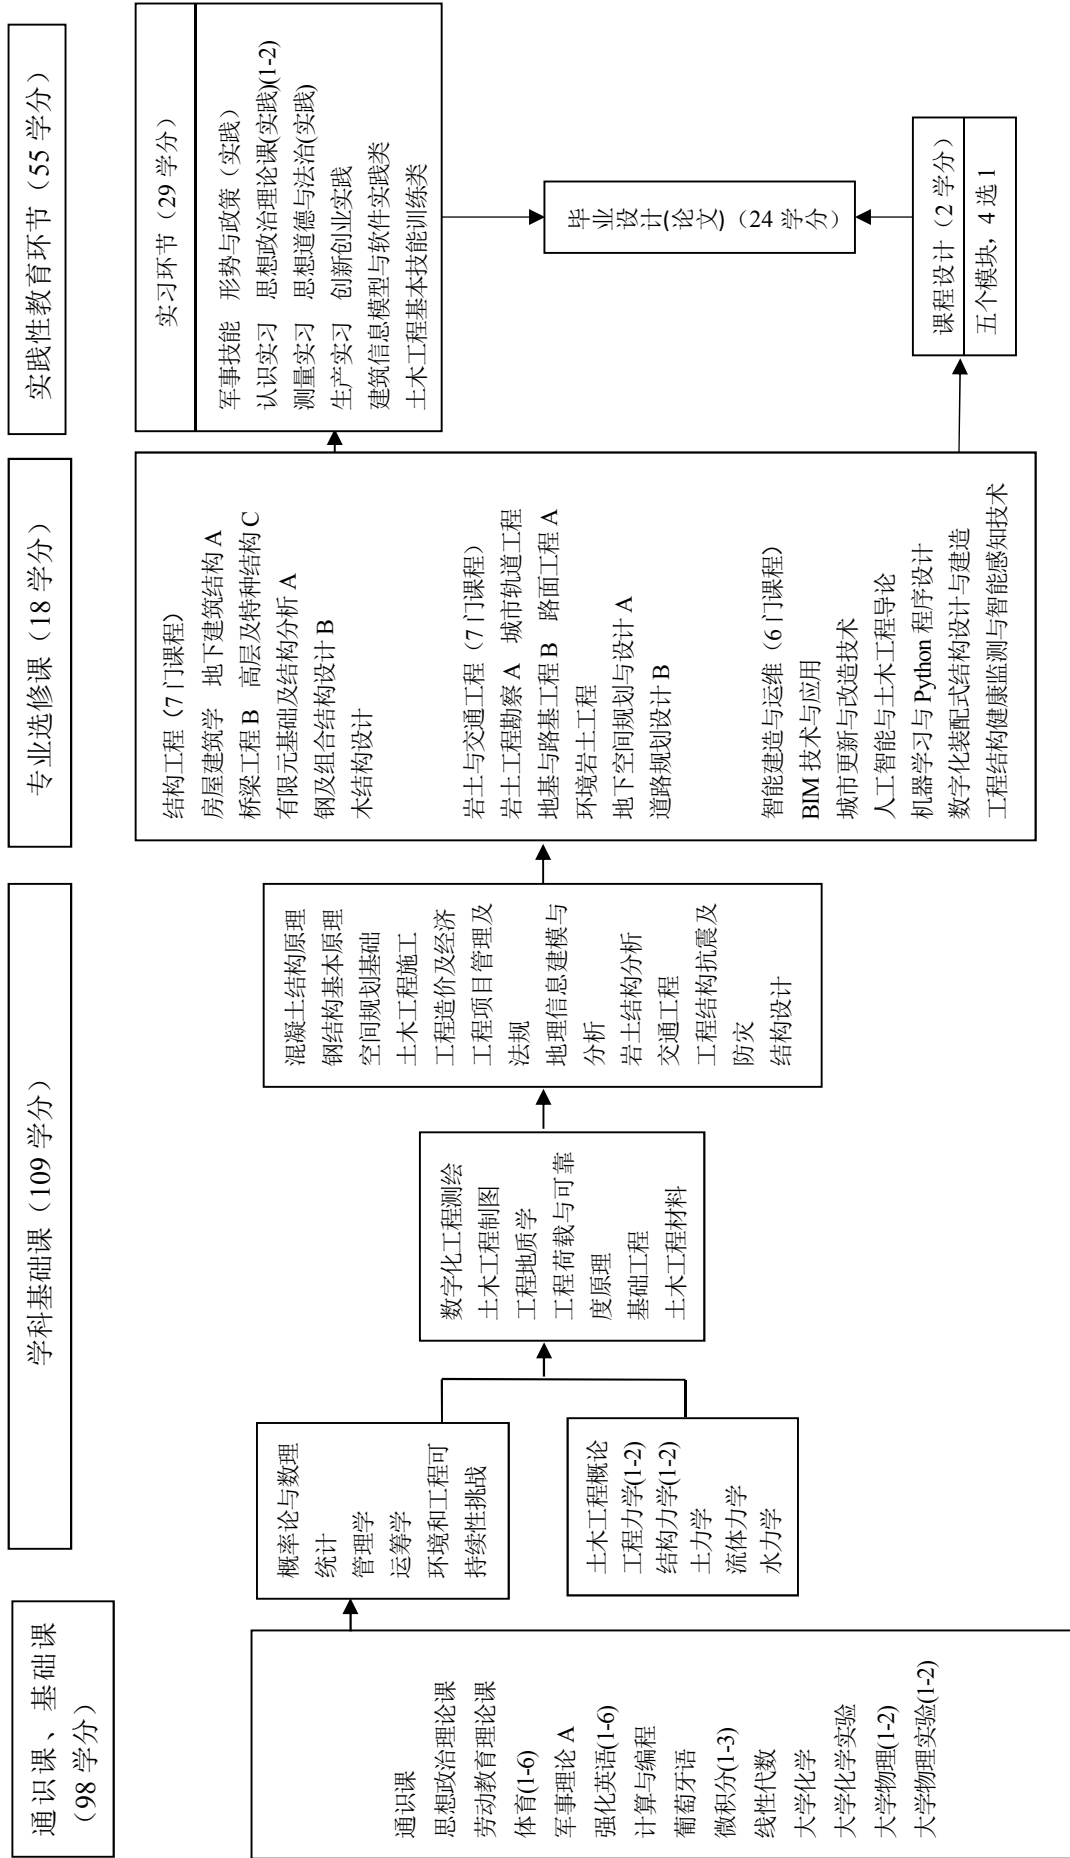 通识课、基础课
（98 学分）
学科基础课（109 学分）
专业选修课（18 学分）
实践性教育环节（55 学分）
通识课
思想政治理论课
劳动教育理论课
体育(1-6)
军事理论 A
强化英语(1-6)
计算与编程
葡萄牙语
微积分(1-3)
线性代数
大学化学
大学化学实验
大学物理(1-2)
大学物理实验(1-2)
概率论与数理
统计
管理学
运筹学
环境和工程可
持续性挑战
土木工程概论
工程力学(1-2)
结构力学(1-2)
土力学
流体力学
水力学
数字化工程测绘
土木工程制图
工程地质学
工程荷载与可靠
度原理
基础工程
土木工程材料
混凝土结构原理
钢结构基本原理
空间规划基础
土木工程施工
工程造价及经济
工程项目管理及
法规
地理信息建模与
分析
岩土结构分析
交通工程
工程结构抗震及
防灾
结构设计
结构工程（7 门课程）
房屋建筑学 地下建筑结构 A
桥梁工程 B 高层及特种结构 C
有限元基础及结构分析 A
钢及组合结构设计 B
木结构设计
岩土与交通工程（7 门课程）
岩土工程勘察 A 城市轨道工程
地基与路基工程 B 路面工程 A
环境岩土工程
地下空间规划与设计 A
道路规划设计 B
智能建造与运维（6 门课程）
BIM 技术与应用
城市更新与改造技术
人工智能与土木工程导论
机器学习与 Python 程序设计
数字化装配式结构设计与建造
工程结构健康监测与智能感知技术
实习环节（29 学分）
军事技能 形势与政策（实践）
认识实习 思想政治理论课(实践)(1-2)
测量实习 思想道德与法治(实践)
生产实习 创新创业实践
建筑信息模型与软件实践类
土木工程基本技能训练类
毕业设计(论文)（24 学分）
课程设计（2 学分）
五个模块，4 选 1